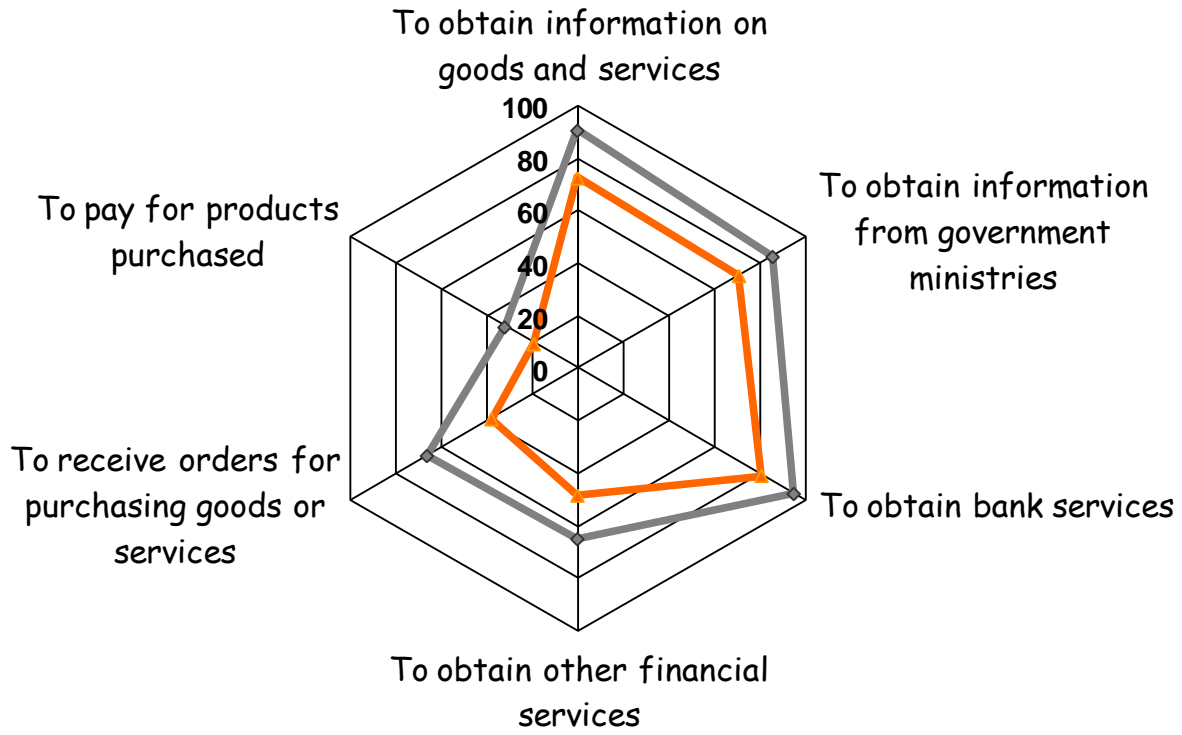 To obtain information on
goods and services
100
80
60
40
20
0
To obtain information
from government
ministries
To obtain bank services
To obtain other financial
services
To receive orders for
purchasing goods or
services
To pay for products
purchased